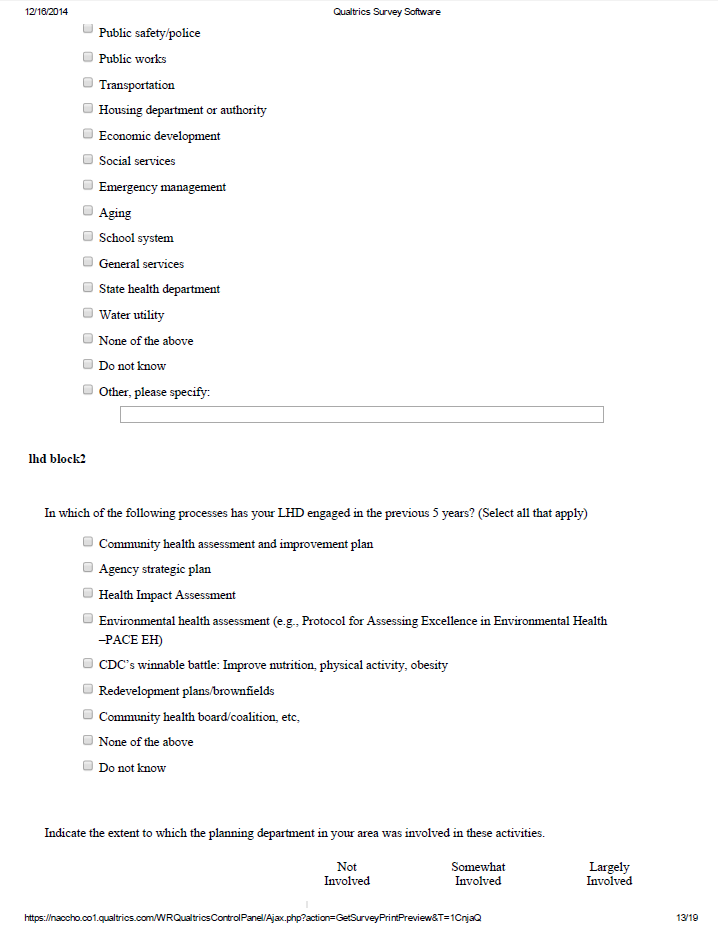 12/16/2014 Qualtrics Survey Software
Public safety/police
Public works
Transportation
Housing department or authority
Economic development
Social services
Emergency management
Aging
School system
General services
State health department
Water utility
None of the above
Do not know
Other, please specify:
lhd block2
In which of the following processes has your LHD engaged in the previous 5 years? (Select all that apply)
Community health assessment and improvement plan
Agency strategic plan
Health Impact Assessment
Environmental health assessment (e.g., Protocol for Assessing Excellence in Environmental Health
–PACE EH)
CDC's winnable battle: Improve nutrition, physical activity, obesity
Redevelopment plans/brownfields
Community health board/coalition, etc,
None of the above
Do not know
Indicate the extent to which the planning department in your area was involved in these activities.
Not Somewhat Largely
Involved Involved Involved
https://naccho.co1.qualtrics.com/WRQualtricsControlPanel/Ajax.php?action=GetSurveyPrintPreview&T=1CnjaQ 13/19